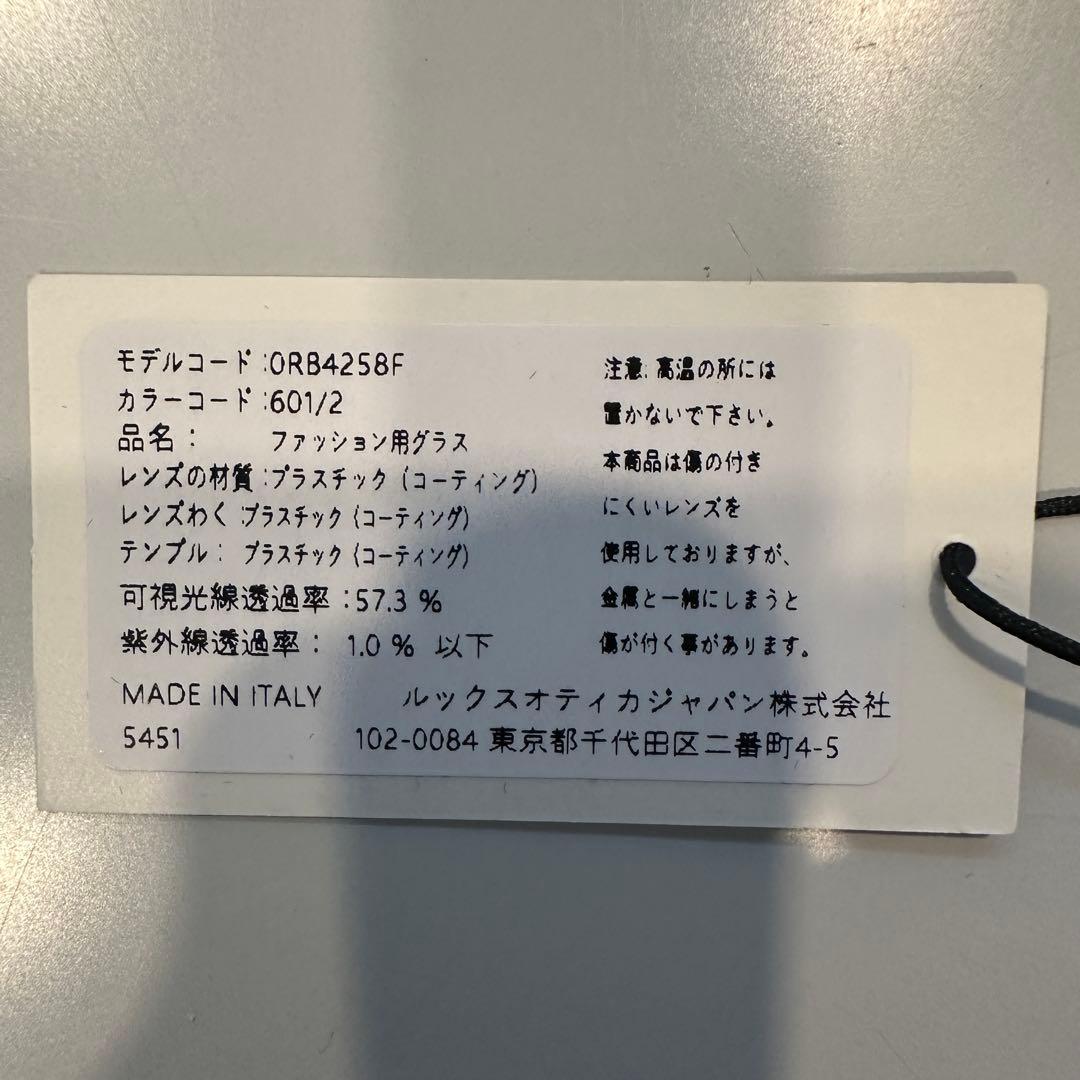 モデルコード:0RB4258F
カラーコード:601/2
品名: ファッション用グラス
レンズの材質:プラスチック (コーティング)
レンズわく:プラスチック (コーティング)
テンプル: プラスチック (コーティング)
可視光線透過率:57.3 %
紫外線透過率: 1.0 % 以下
注意: 高温の所には
置かないで下さい。
本商品は傷の付き
にくいレンズを
使用しておりますが、
金属と一緒にしまうと
傷が付く事があります。
MADE IN ITALY ルックスオティカジャパン株式会社
5451 102-0084 東京都千代田区二番町4-5